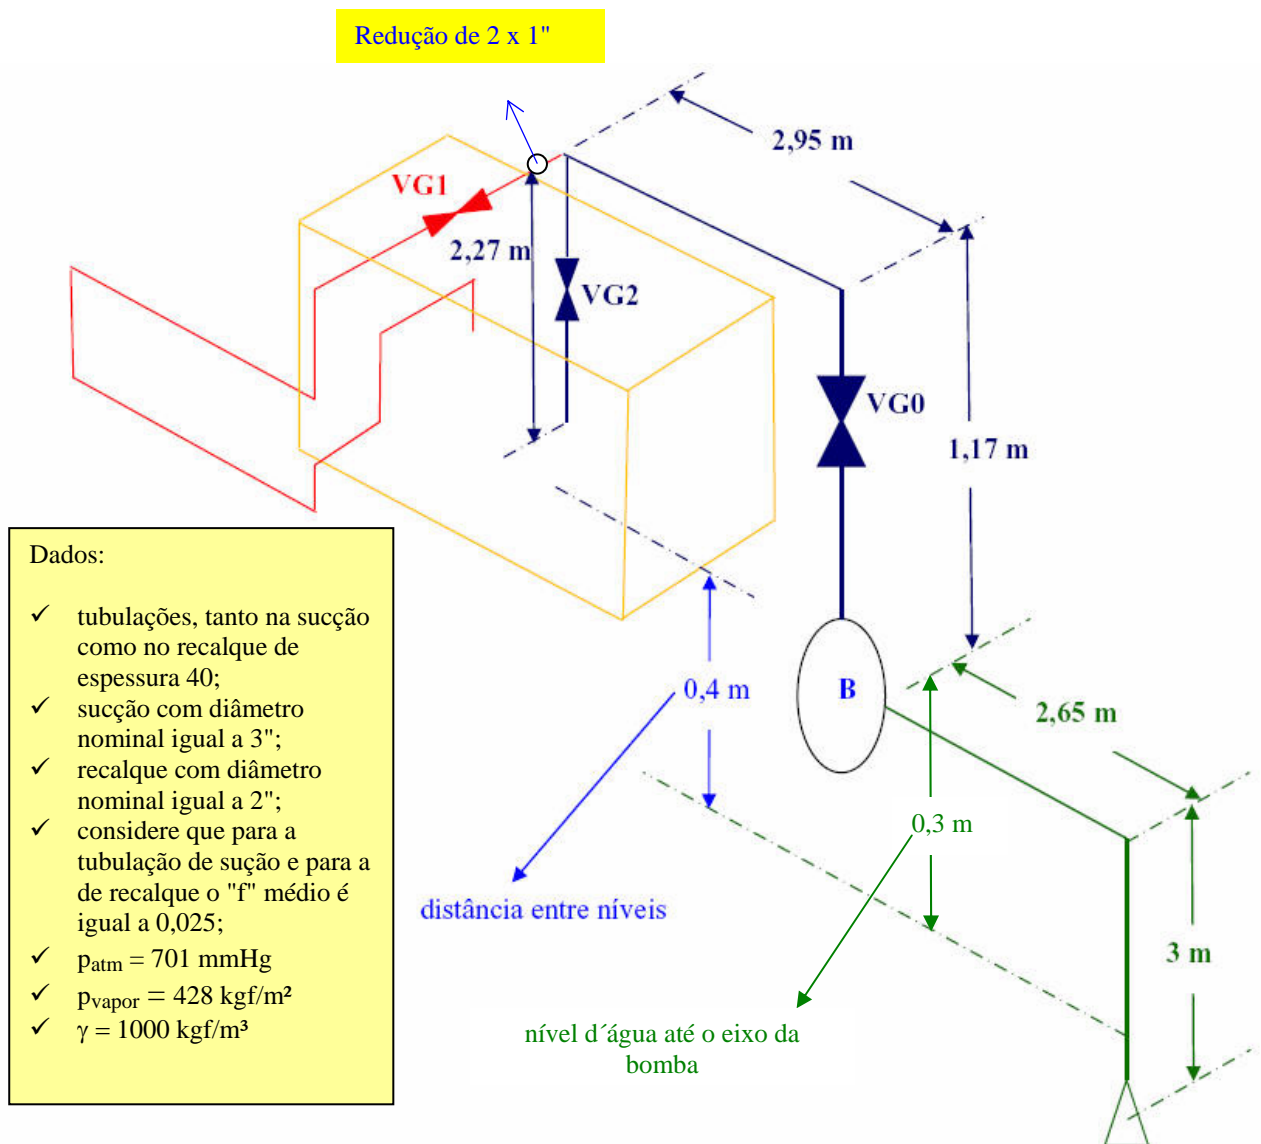 Redução de 2 x 1"
2,95 m
VG1
2,27 m
VG2
VG0
1,17 m
Dados:
✓ tubulações, tanto na sucção
como no recalque de
espessura 40;
✓ sucção com diâmetro
nominal igual a 3";
✓ recalque com diâmetro
nominal igual a 2";
✓ considere que para a
tubulação de sução e para a
de recalque o "f" médio é
igual a 0,025;
✓ patm = 701 mmHg
✓ pvapor = 428 kgf/m²
✓ γ = 1000 kgf/m³
0,4 m
B
2,65 m
0,3 m
distância entre níveis
3 m
nível d´água até o eixo da
bomba